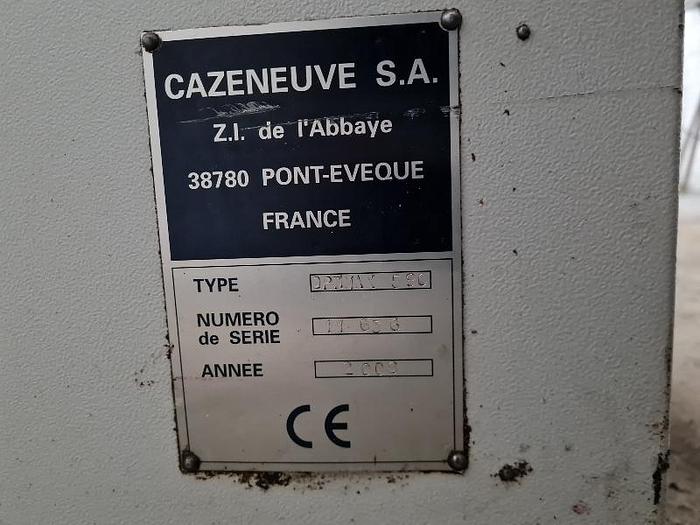 CAZENEUVE S.A.
Z.I. de l'Abbaye
38780 PONT-EVEQUE
FRANCE
TYPE
NUMERO
de SERIE
ANNEE
CE